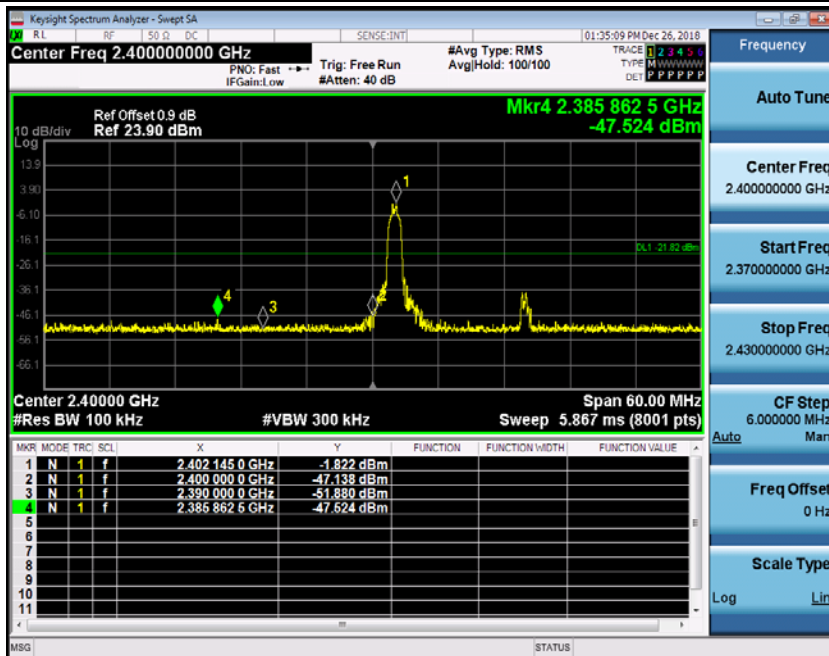 Keysight Spectrum Analyzer - Swept SA
RL RF 50 Ω DC SENSE:INT 01:35:09 PM Dec 26, 2018
Center Freq 2.400000000 GHz
PNO: Fast
IFGain:Low
Trig: Free Run
#Atten: 40 dB
#Avg Type: RMS
Avg|Hold: 100/100
TRACE 1 2 3 4 5 6
TYPE M WWWWW
DET P P P P P P
Ref Offset 0.9 dB
10 dB/div Ref 23.90 dBm
Log
Mkr4 2.385 862 5 GHz
-47.524 dBm
13.9
3.90
-6.10
-16.1
-26.1
-36.1
-46.1
-56.1
-66.1
1
2
3
4
DL1 -21.82 dBm
Center 2.40000 GHz Span 60.00 MHz
#Res BW 100 kHz #VBW 300 kHz Sweep 5.867 ms (8001 pts)
MKR MODE TRC SCL X Y FUNCTION FUNCTION WIDTH FUNCTION VALUE
1 N 1 f 2.402 145 0 GHz -1.822 dBm
2 N 1 f 2.400 000 0 GHz -47.138 dBm
3 N 1 f 2.390 000 0 GHz -51.880 dBm
4 N 1 f 2.385 862 5 GHz -47.524 dBm
5
6
7
8
9
10
11
MSG STATUS
Frequency
Auto Tune
Center Freq
2.400000000 GHz
Start Freq
2.370000000 GHz
Stop Freq
2.430000000 GHz
CF Step
6.000000 MHz
Auto Man
Freq Offset
0 Hz
Scale Type
Log Lin